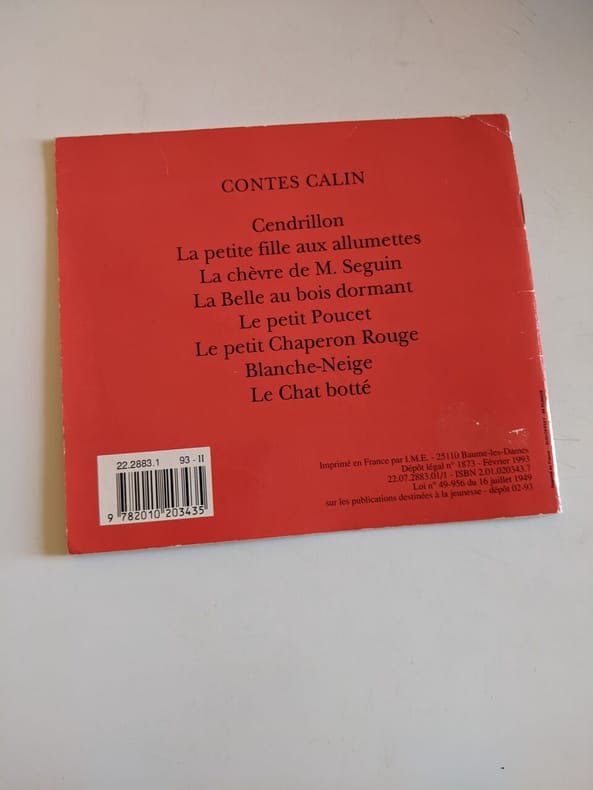 CONTES CALIN
Cendrillon
La petite fille aux allumettes
La chèvre de M. Seguin
La Belle au bois dormant
Le petit Poucet
Le petit Chaperon Rouge
Blanche-Neige
Le Chat botté
22.2883.1 93 - II
9 782010 203435
Imprimé en France par I.M.E. - 25110 Baume-les-Dames
Dépôt légal n° 1873 - Février 1993
22.07.2883.01/1 - ISBN 2.01.020343.7
Loi n° 49-956 du 16 juillet 1949
sur les publications destinées à la jeunesse - dépôt 02-93